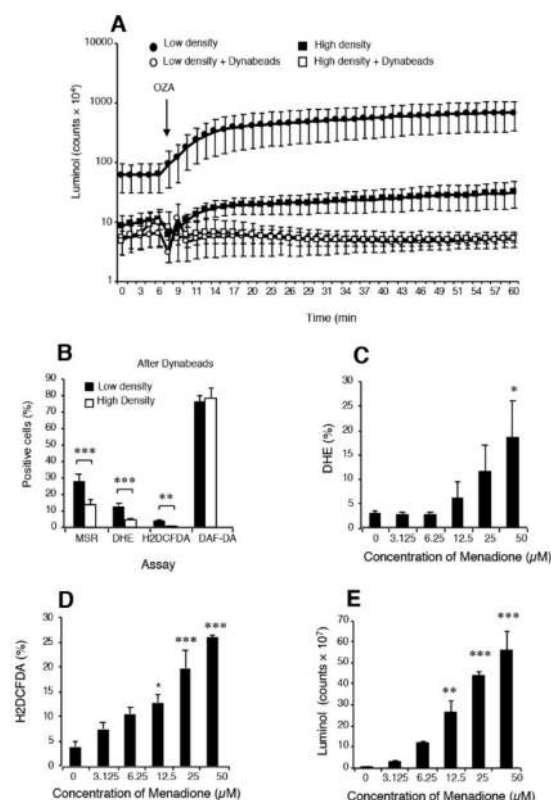 A
Low density
High density
Low density + Dynabeads
High density + Dynabeads
OZA
10000
1000
100
10
1
Luminol (counts × 10⁴)
0 3 6 9 11 14 17 20 23 26 29 31 34 37 40 43 46 49 51 54 57 60
Time (min
B
After Dynabeads
Low density
High Density
90
80
70
60
50
40
30
20
10
0
Positive cells (%)
*** *** **
MSR DHE H2DCFDA DAF-DA
Assay
C
30
25
20
15
10
5
0
DHE (%)
*
0 3.125 6.25 12.5 25 50
Concentration of Menadione (µM)
D
30
25
20
15
10
5
0
H2DCFDA (%)
* *** ***
0 3.125 6.25 12.5 25 50
Concentration of Menadione (µM)
E
70
60
50
40
30
20
10
0
Luminol (counts × 10⁷)
** *** ***
0 3.125 6.25 12.5 25 50
Concentration of Menadione (µM)